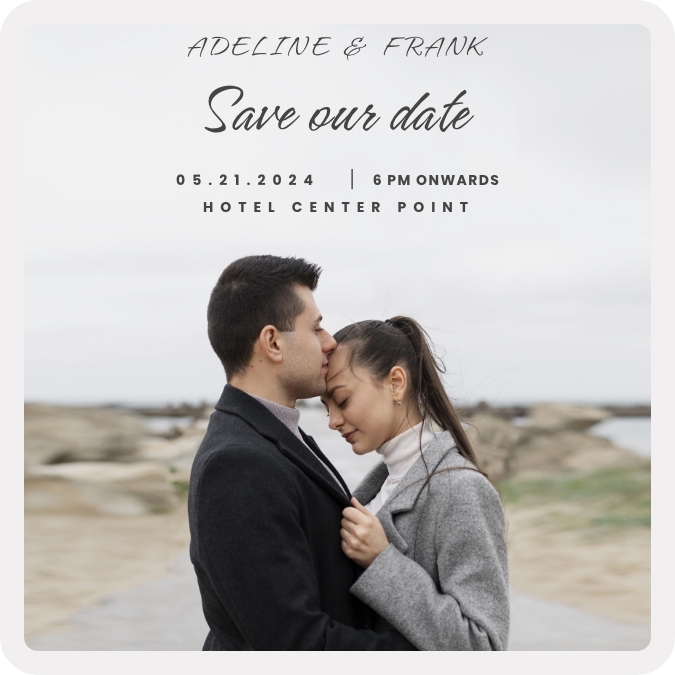 ADELINE & FRANK
Save our date
05.21.2024 | 6 PM ONWARDS
HOTEL CENTER POINT